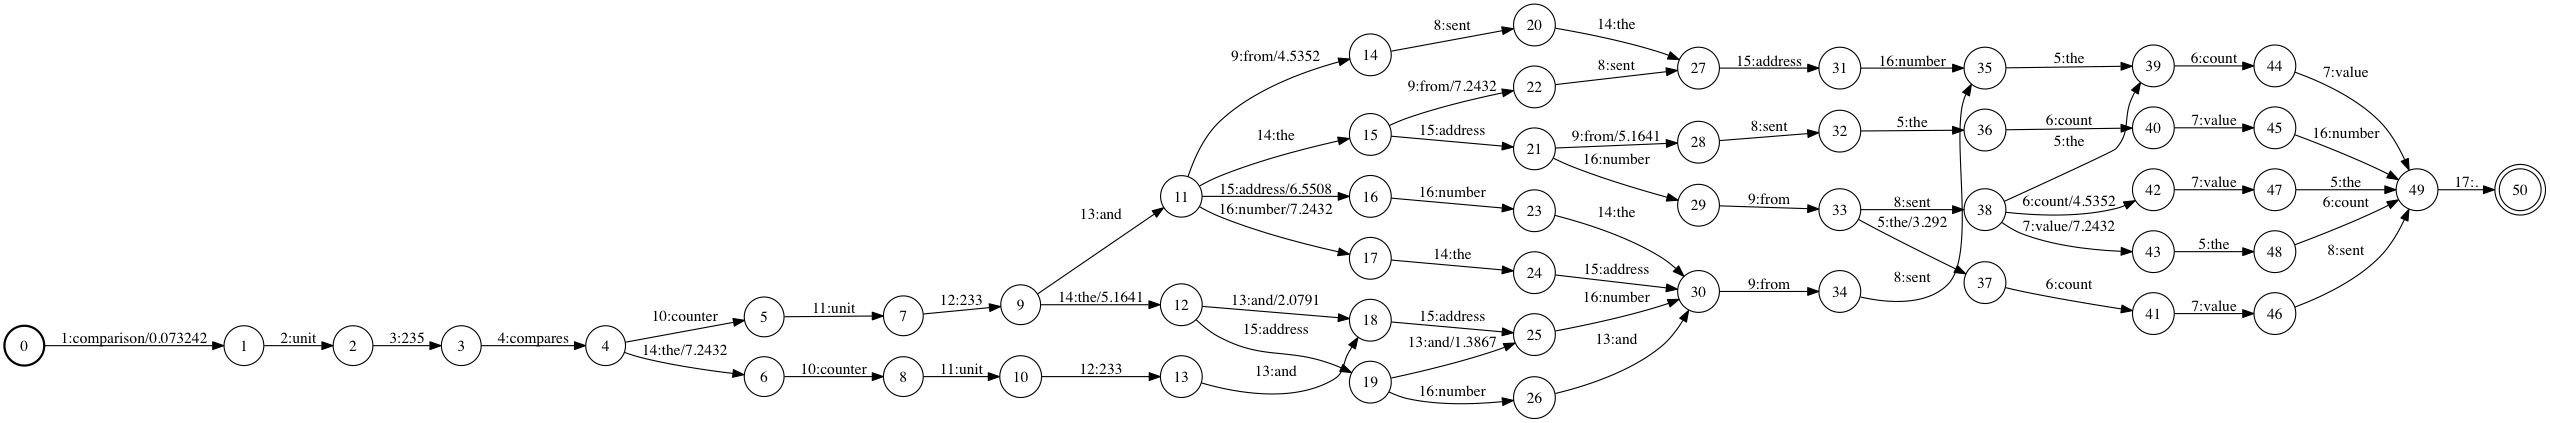 0
1:comparison/0.073242
1
2:unit
2
3:235
3
4:compares
4
10:counter
14:the/7.2432
5
11:unit
6
10:counter
7
12:233
8
11:unit
9
13:and
14:the/5.1641
10
12:233
11
9:from/4.5352
14:the
15:address/6.5508
16:number/7.2432
12
13:and/2.0791
15:address
13
13:and
14
8:sent
15
9:from/7.2432
15:address
16
16:number
17
14:the
18
15:address
19
13:and/1.3867
16:number
20
14:the
22
8:sent
21
9:from/5.1641
16:number
23
14:the
24
15:address
25
16:number
26
13:and
27
15:address
28
8:sent
29
9:from
30
9:from
31
16:number
32
5:the
33
8:sent
5:the/3.292
34
8:sent
35
5:the
36
6:count
38
5:the
6:count/4.5352
7:value/7.2432
37
6:count
39
6:count
40
7:value
42
7:value
43
5:the
41
7:value
44
7:value
45
16:number
47
5:the
48
6:count
46
8:sent
49
17:.
50